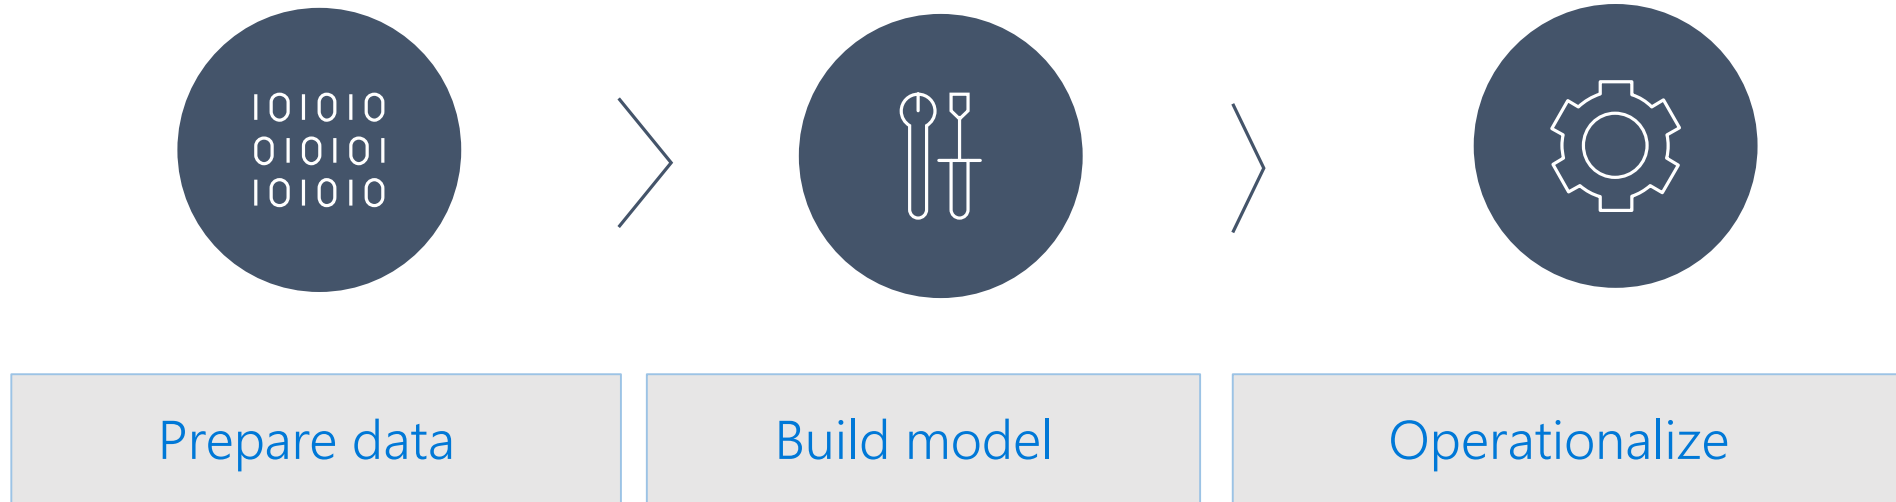 101010
010101
101010
Prepare data
Build model
Operationalize